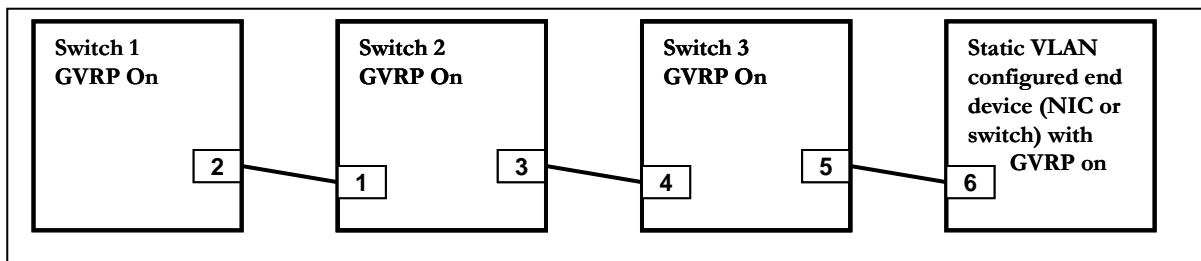 Switch 1
GVRP On
Switch 2
GVRP On
Switch 3
GVRP On
Static VLAN
configured end
device (NIC or
switch) with
GVRP on
2
1
3
4
5
6